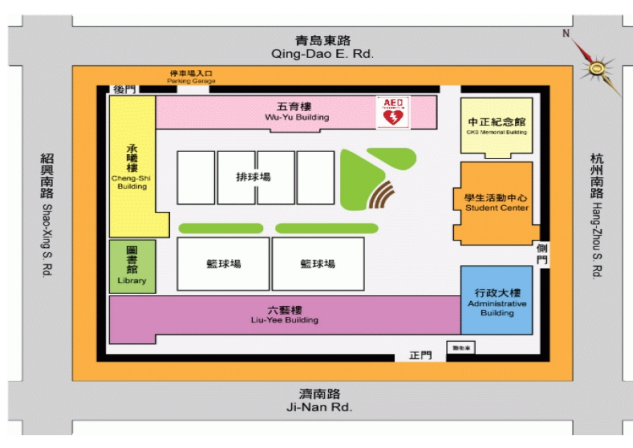 青島東路
Qing-Dao E. Rd.
N
停車場入口
Parking Garage
後門
五育樓
Wu-Yu Building
AED
中正紀念館
CKS Memorial Building
承曦樓
Cheng-Shi
Building
排球場
學生活動中心
Student Center
紹興南路 Shao-Xing S. Rd.
杭州南路 Hang-Zhou S. Rd.
側門
圖書館
Library
籃球場
籃球場
行政大樓
Administrative
Building
六藝樓
Liu-Yee Building
正門
濟南路
Ji-Nan Rd.